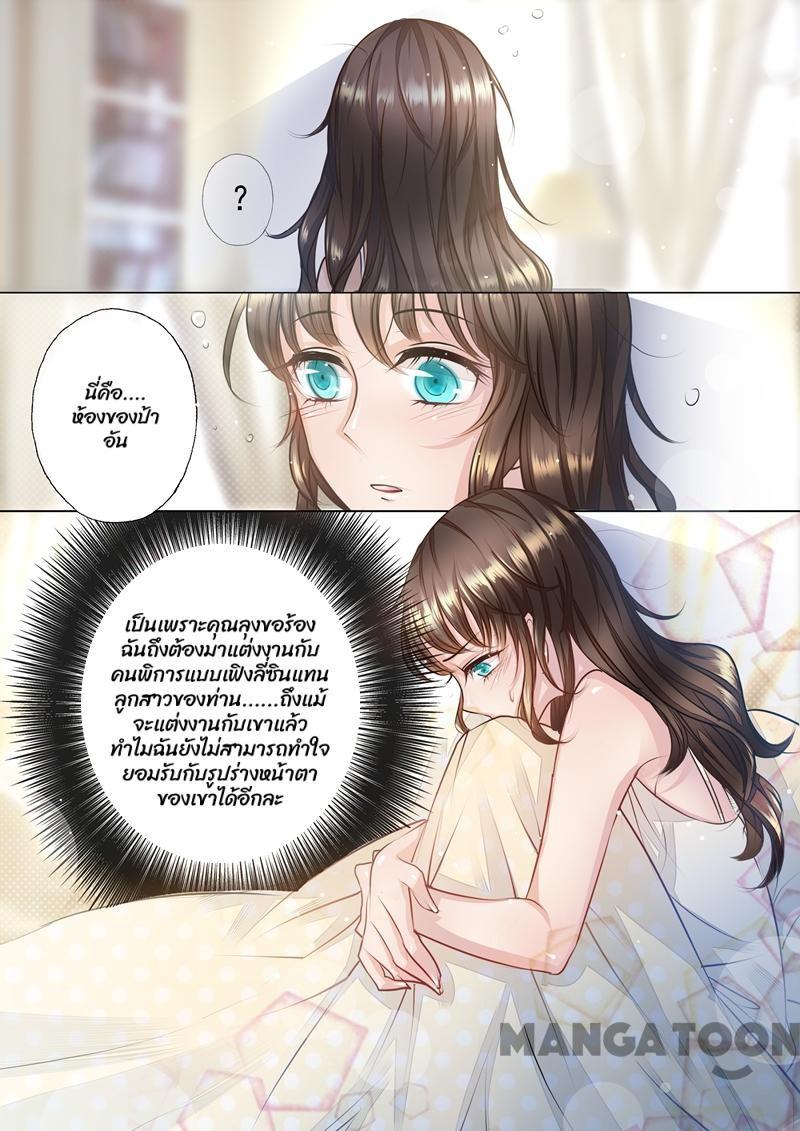 ?
นี่คือ....
ห้องของป้า
อัน
เป็นเพราะคุณลุงขอร้อง
ฉันถึงต้องมาแต่งงานกับ
คนพิการแบบเฟิงลี่ซินแทน
ลูกสาวของท่าน......ถึงแม้
จะแต่งงานกับเขาแล้ว
ทำไมฉันยังไม่สามารถทำใจ
ยอมรับกับรูปร่างหน้าตา
ของเขาได้อีกละ
MANGATOON